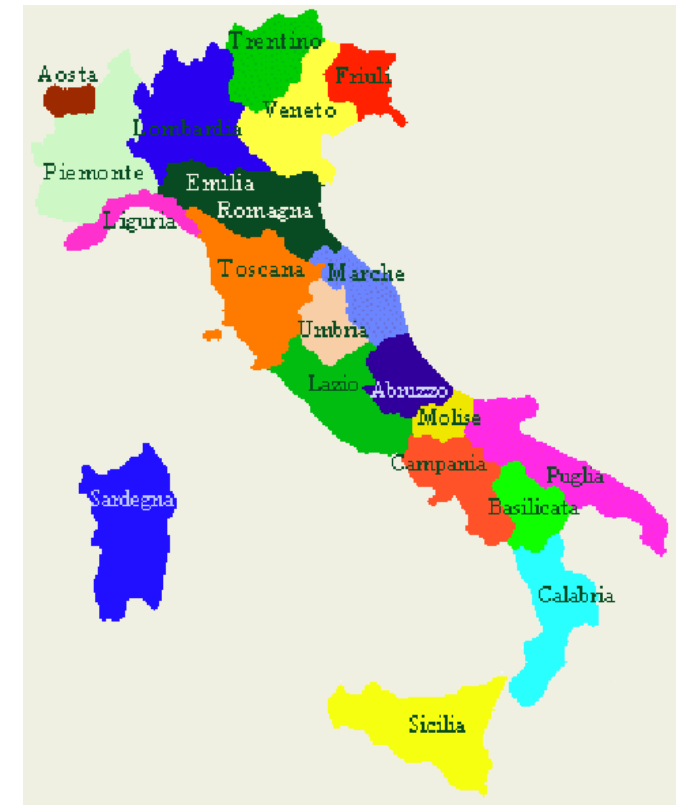 Trentino
Aosta
Friuli
Veneto
Lombardia
Piemonte
Emilia
Romagna
Liguria
Toscana
Marche
Umbria
Lazio
Abruzzo
Molise
Campania
Puglia
Sardegna
Basilicata
Calabria
Sicilia